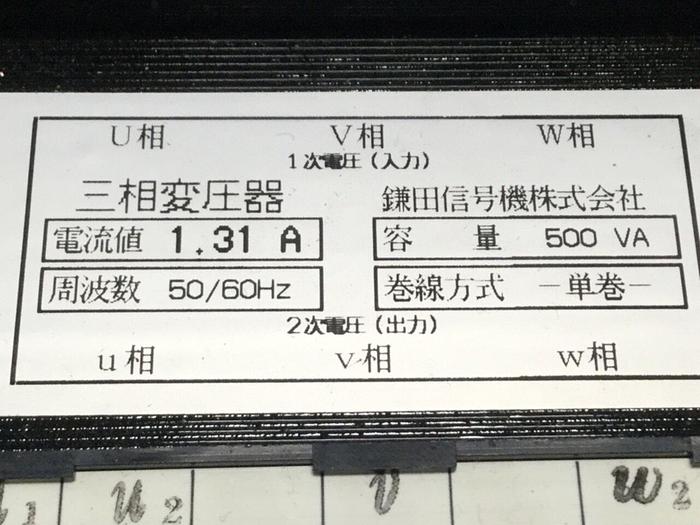 U相 V相 W相
1次電圧(入力)
三相変圧器 鎌田信号機株式会社
電流値 1.31 A 容量 500 VA
周波数 50/60Hz 巻線方式 −単巻−
2次電圧(出力)
u相 v相 w相
u2 v w2